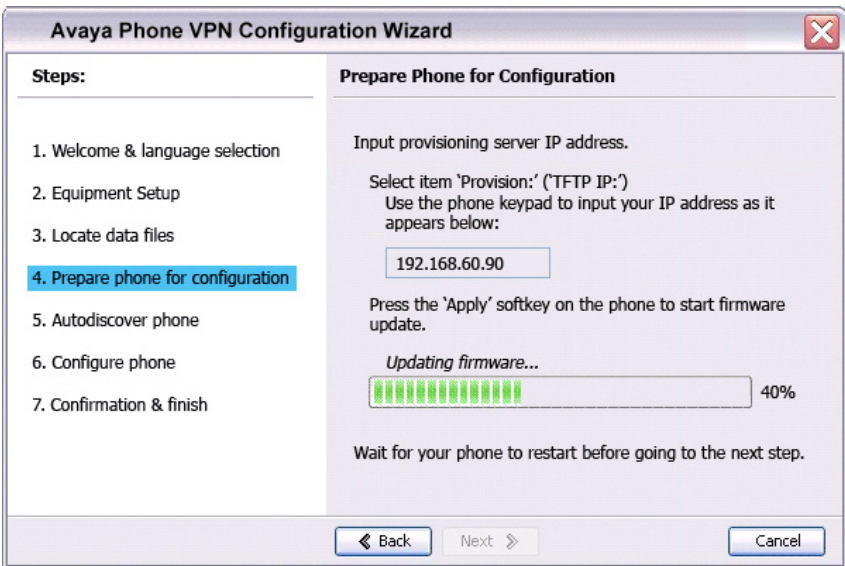 Avaya Phone VPN Configuration Wizard
Steps:
1. Welcome & language selection
2. Equipment Setup
3. Locate data files
4. Prepare phone for configuration
5. Autodiscover phone
6. Configure phone
7. Confirmation & finish
Prepare Phone for Configuration
Input provisioning server IP address.
Select item ‘Provision:’ (‘TFTP IP:’)
Use the phone keypad to input your IP address as it
appears below:
192.168.60.90
Press the ‘Apply’ softkey on the phone to start firmware
update.
Updating firmware...
40%
Wait for your phone to restart before going to the next step.
Back
Next
Cancel